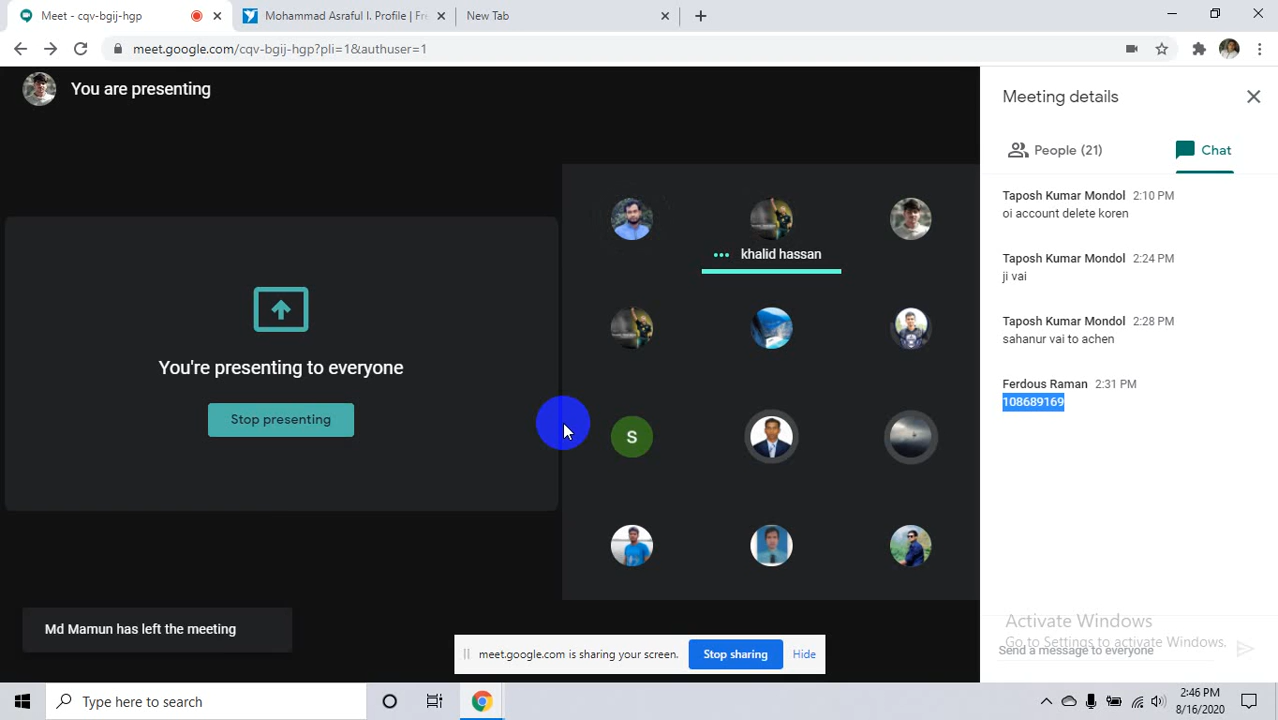 Meet - cqv-bgij-hgp
Mohammad Asraful I. Profile | Fre
New Tab
meet.google.com/cqv-bgij-hgp?pli=1&authuser=1
You are presenting
Meeting details
People (21)
Chat
Taposh Kumar Mondol 2:10 PM
oi account delete koren
Taposh Kumar Mondol 2:24 PM
ji vai
Taposh Kumar Mondol 2:28 PM
sahanur vai to achen
Ferdous Raman 2:31 PM
108689169
khalid hassan
You're presenting to everyone
Stop presenting
S
Md Mamun has left the meeting
meet.google.com is sharing your screen.
Stop sharing
Hide
Activate Windows
Go to Settings to activate Windows.
Send a message to everyone
Type here to search
2:46 PM
8/16/2020